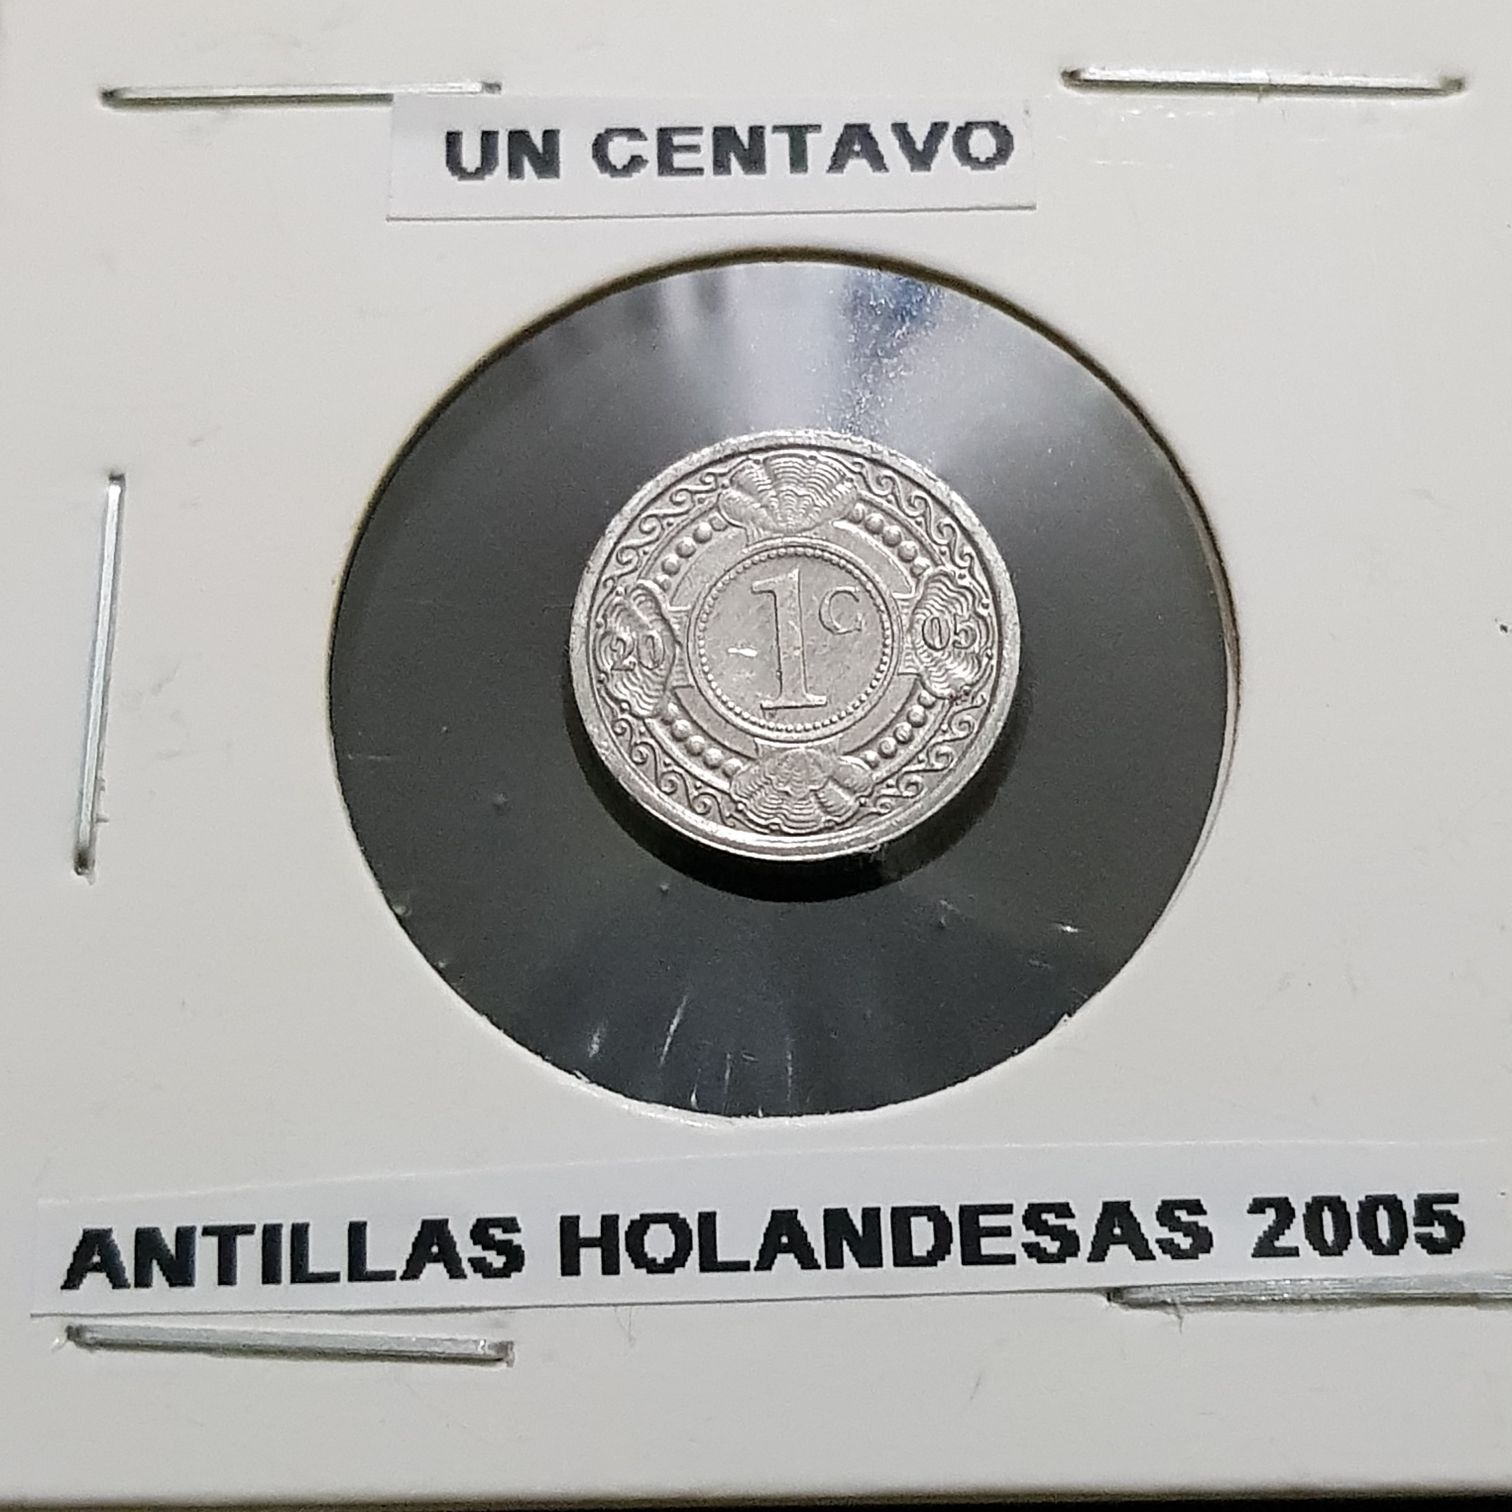 UN CENTAVO
1c
20 05
ANTILLAS HOLANDESAS 2005